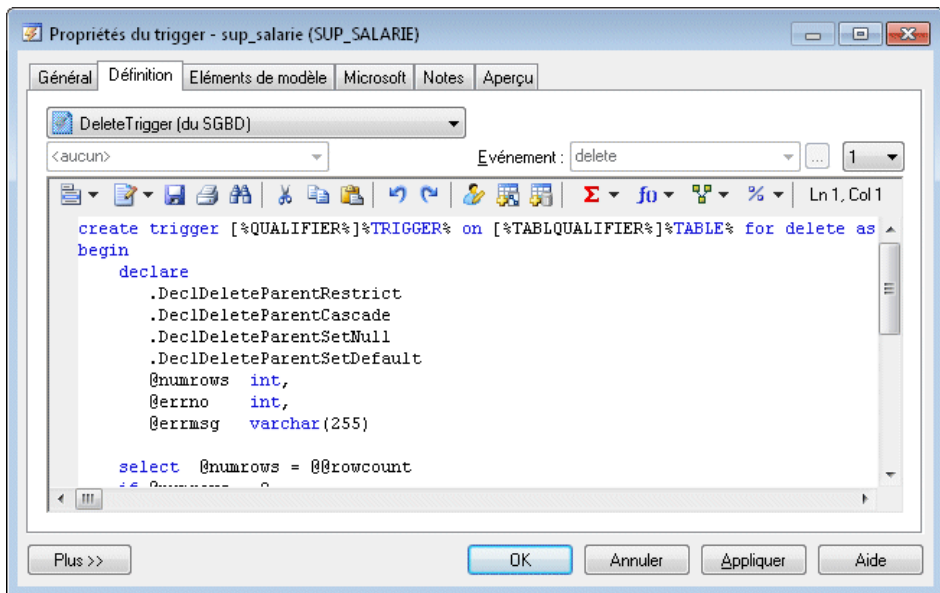 Propriétés du trigger - sup_salarie (SUP_SALARIE)
Général Définition Eléments de modèle Microsoft Notes Aperçu
DeleteTrigger (du SGBD)
<aucun> Evénement : delete ... 1
Σ f() % Ln 1, Col 1
create trigger [%QUALIFIER%]%TRIGGER% on [%TABLQUALIFIER%]%TABLE% for delete as
begin
declare
.DeclDeleteParentRestrict
.DeclDeleteParentCascade
.DeclDeleteParentSetNull
.DeclDeleteParentSetDefault
@numrows int,
@errno int,
@errmsg varchar(255)
select @numrows = @@rowcount
Plus >> OK Annuler Appliquer Aide